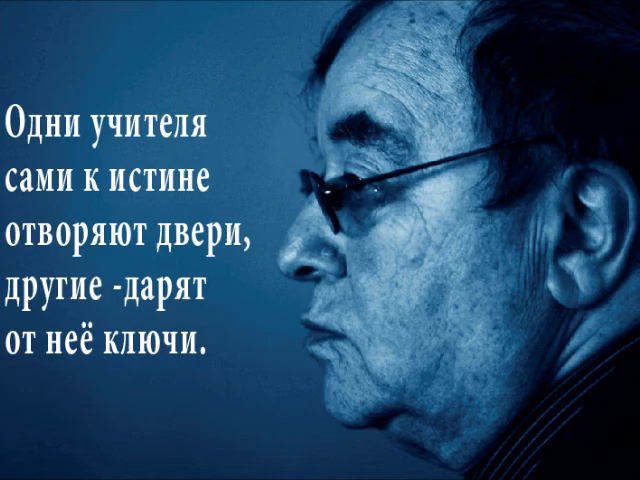 Одни учителя
сами к истине
отворяют двери,
другие -дарят
от неё ключи.